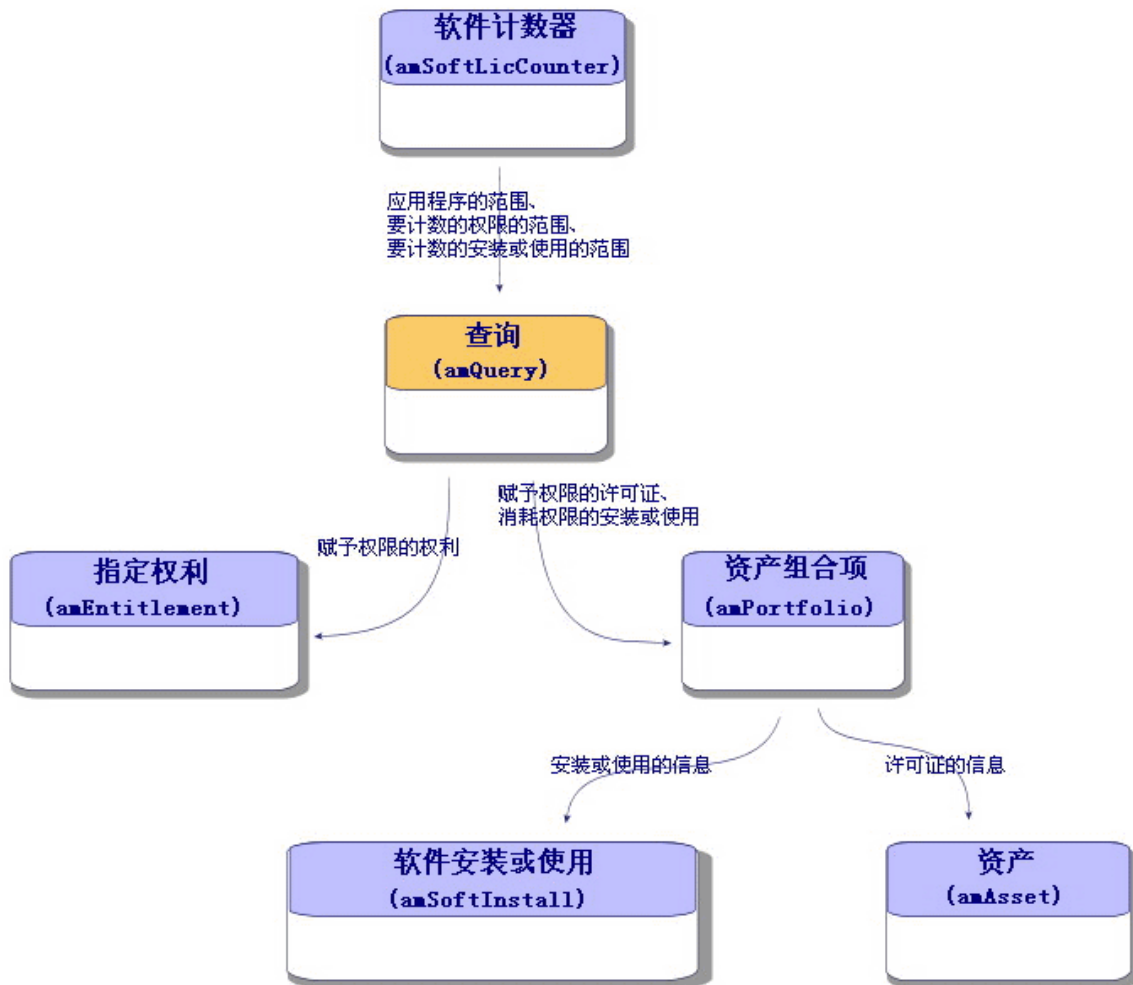 软件计数器
(amSoftLicCounter)
应用程序的范围、
要计数的权限的范围、
要计数的安装或使用的范围
查询
(amQuery)
赋予权限的权利
赋予权限的许可证、
消耗权限的安装或使用
指定权利
(amEntitlement)
资产组合项
(amPortfolio)
安装或使用的信息
许可证的信息
软件安装或使用
(amSoftInstall)
资产
(amAsset)